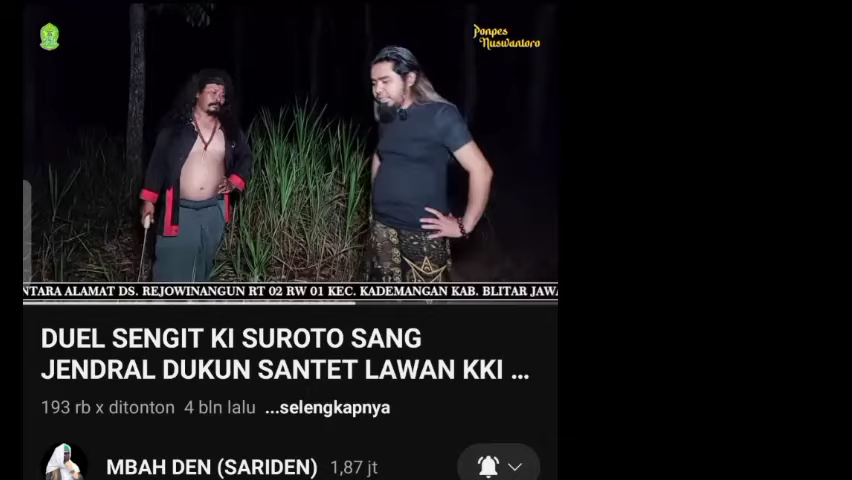 Ponpes
Nuswantoro
NTARA ALAMAT DS. REJOWINANGUN RT 02 RW 01 KEC. KADEMANGAN KAB. BLITAR JAWA
DUEL SENGIT KI SUROTO SANG
JENDRAL DUKUN SANTET LAWAN KKI ...
193 rb x ditonton 4 bln lalu ...selengkapnya
MBAH DEN (SARIDEN) 1,87 jt